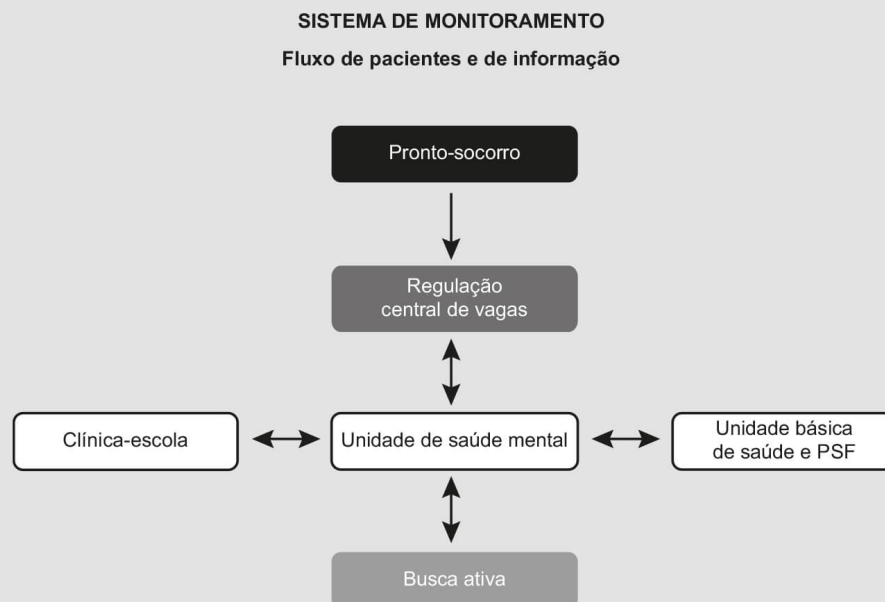 SISTEMA DE MONITORAMENTO
Fluxo de pacientes e de informação
Pronto-socorro
Regulação
central de vagas
Clínica-escola
Unidade de saúde mental
Unidade básica
de saúde e PSF
Busca ativa